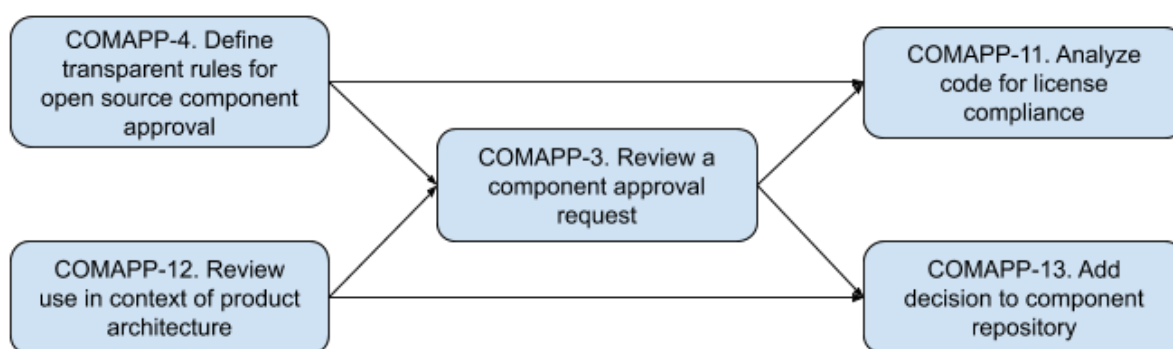 COMAPP-4. Define
transparent rules for
open source component
approval
COMAPP-11. Analyze
code for license
compliance
COMAPP-3. Review a
component approval
request
COMAPP-12. Review
use in context of product
architecture
COMAPP-13. Add
decision to component
repository